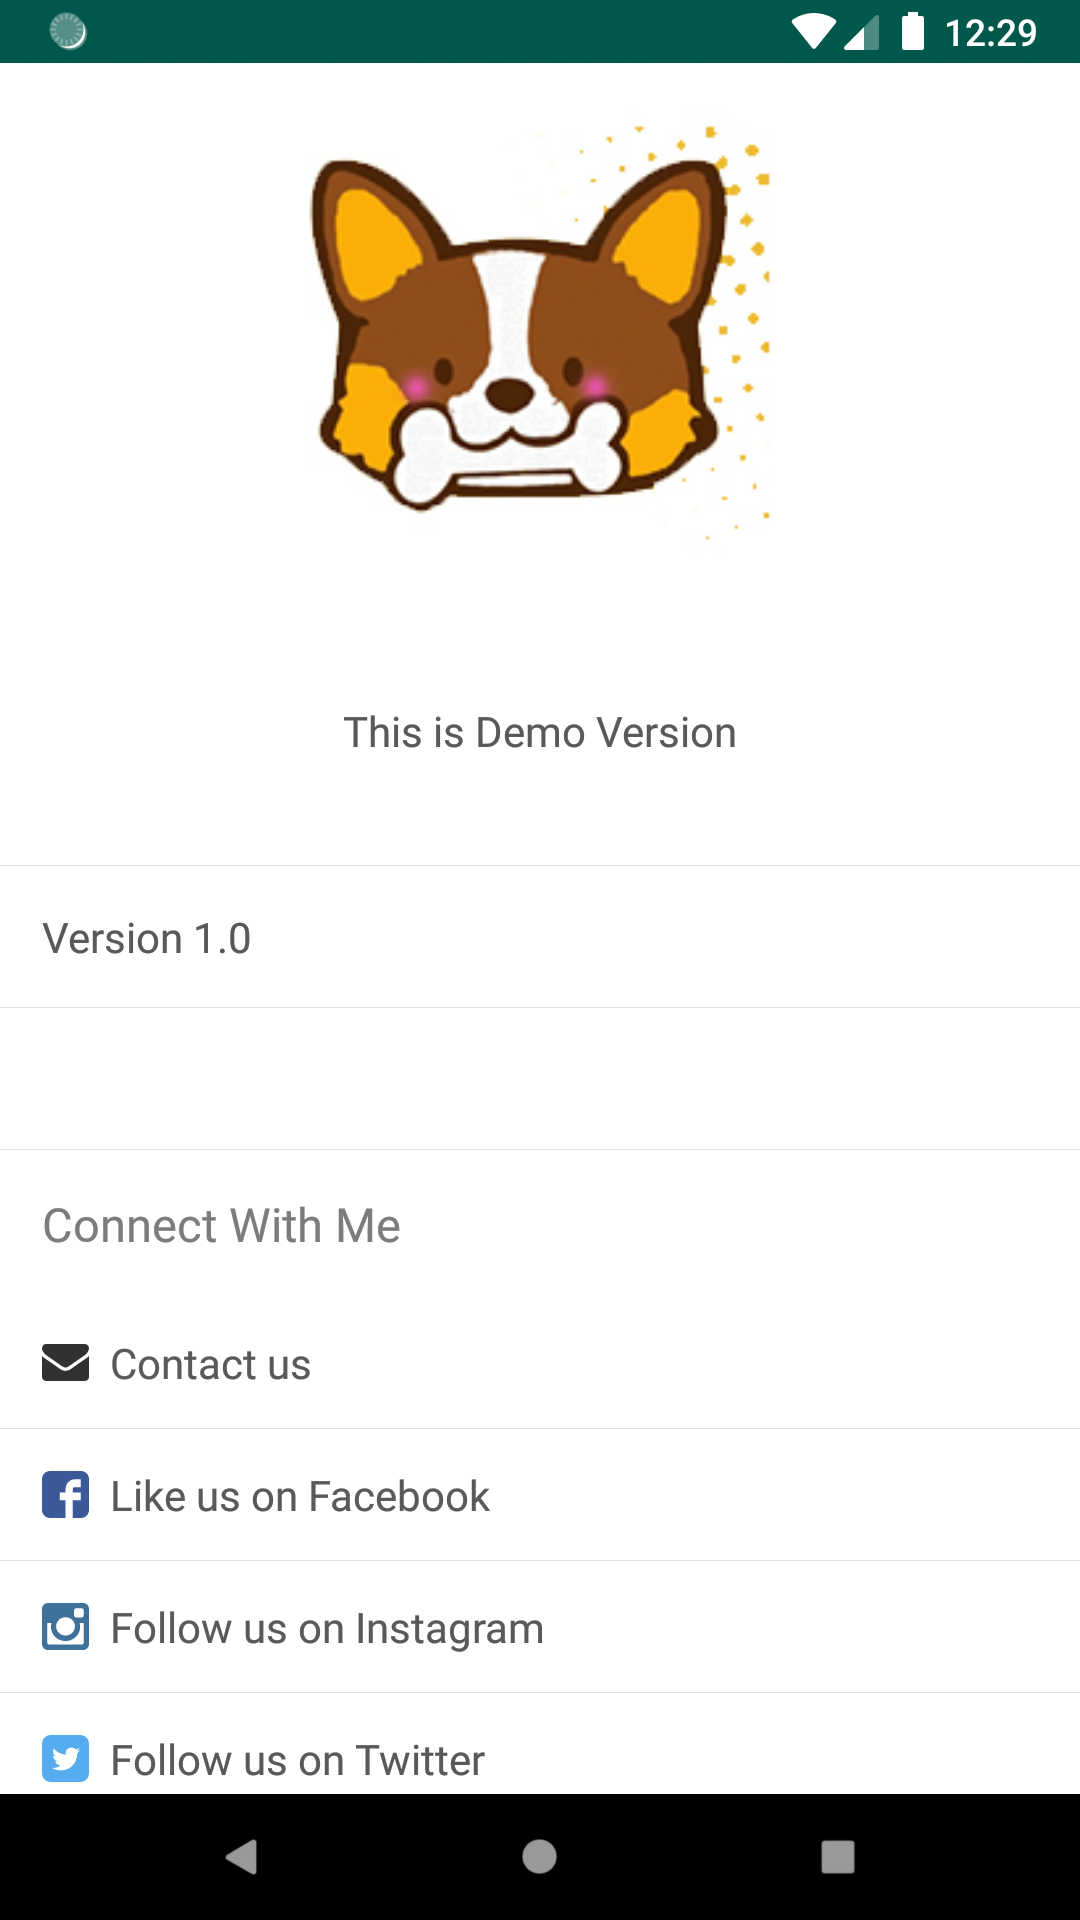 12:29
This is Demo Version
Version 1.0
Connect With Me
Contact us
Like us on Facebook
Follow us on Instagram
Follow us on Twitter